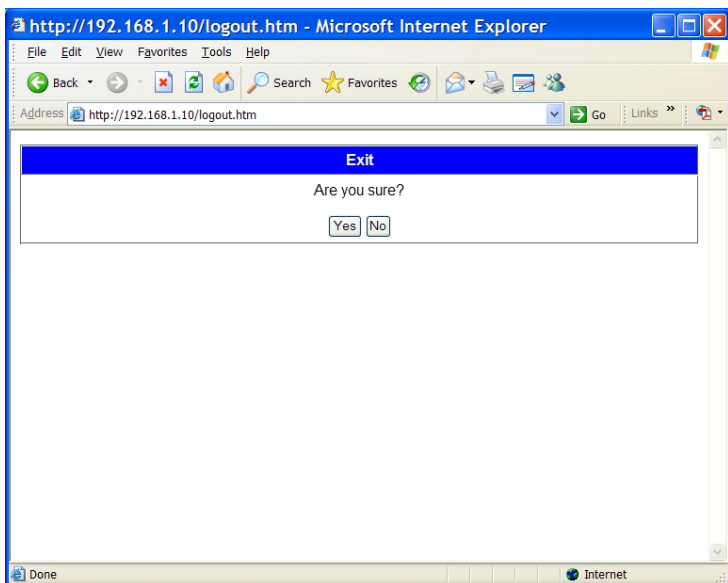 http://192.168.1.10/logout.htm - Microsoft Internet Explorer
File Edit View Favorites Tools Help
Back Search Favorites
Address http://192.168.1.10/logout.htm Go Links »
Exit
Are you sure?
Yes No
Done Internet